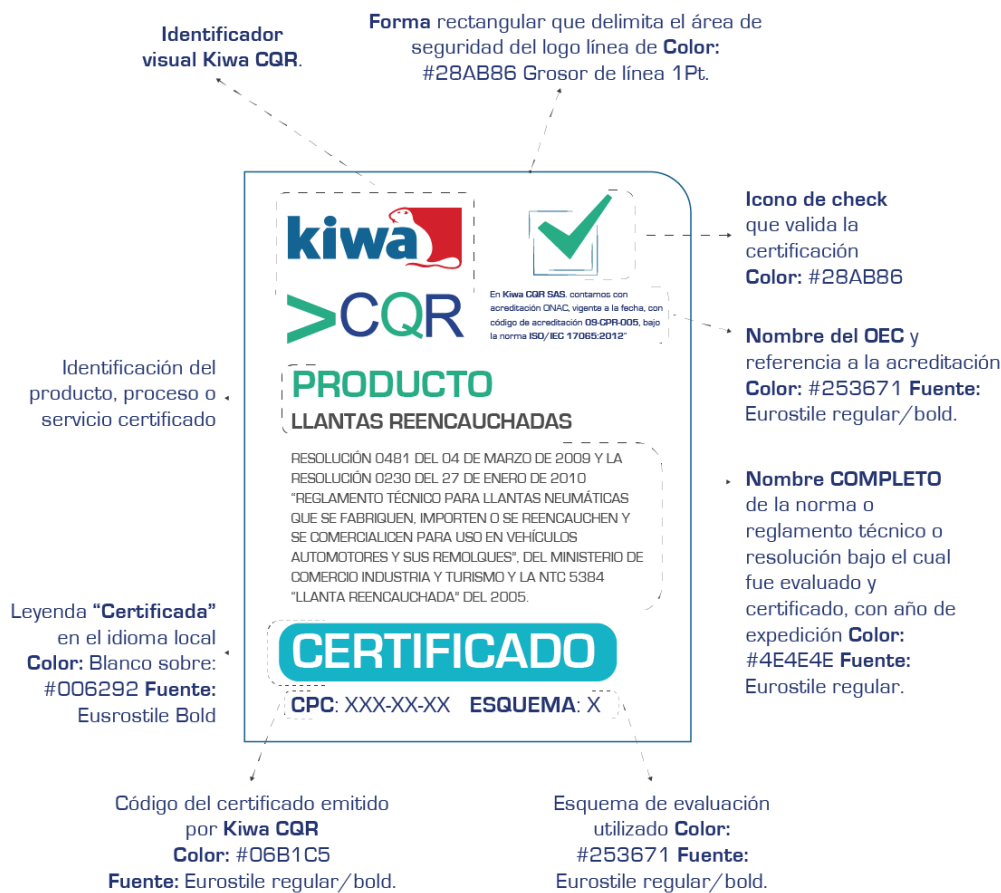 Identificador
visual Kiwa CQR.
Forma rectangular que delimita el área de
seguridad del logo línea de Color:
#28AB86 Grosor de línea 1Pt.
kiwa
>CQR
En Kiwa CQR SAS. contamos con
acreditación ONAC, vigente a la fecha, con
código de acreditación 09-CPR-005, bajo
la norma ISO/IEC 17065:2012"
Icono de check
que valida la
certificación
Color: #28AB86
Nombre del OEC y
referencia a la acreditación
Color: #253671 Fuente:
Eurostile regular/bold.
Identificación del
producto, proceso o
servicio certificado
PRODUCTO
LLANTAS REENCAUCHADAS
RESOLUCIÓN 0481 DEL 04 DE MARZO DE 2009 Y LA
RESOLUCIÓN 0230 DEL 27 DE ENERO DE 2010
"REGLAMENTO TÉCNICO PARA LLANTAS NEUMÁTICAS
QUE SE FABRIQUEN, IMPORTEN O SE REENCAUCHEN Y
SE COMERCIALICEN PARA USO EN VEHÍCULOS
AUTOMOTORES Y SUS REMOLQUES", DEL MINISTERIO DE
COMERCIO INDUSTRIA Y TURISMO Y LA NTC 5384
"LLANTA REENCAUCHADA" DEL 2005.
Nombre COMPLETO
de la norma o
reglamento técnico o
resolución bajo el cual
fue evaluado y
certificado, con año de
expedición Color:
#4E4E4E Fuente:
Eurostile regular.
Leyenda "Certificada"
en el idioma local
Color: Blanco sobre:
#006292 Fuente:
Eusrostile Bold
CERTIFICADO
CPC: XXX-XX-XX ESQUEMA: X
Código del certificado emitido
por Kiwa CQR
Color: #06B1C5
Fuente: Eurostile regular/bold.
Esquema de evaluación
utilizado Color:
#253671 Fuente:
Eurostile regular/bold.